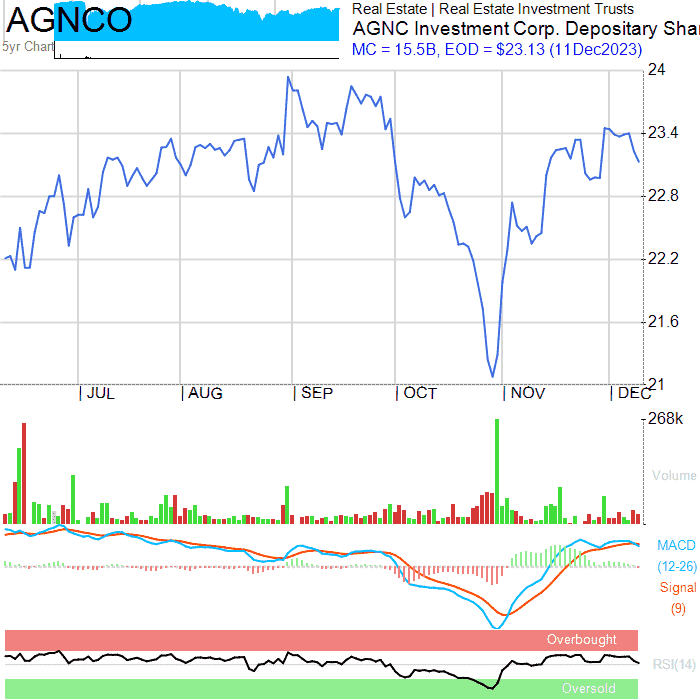 AGNCO
5yr Chart
Real Estate | Real Estate Investment Trusts
AGNC Investment Corp. Depositary Shar
MC = 15.5B, EOD = $23.13 (11Dec2023)
24
23.4
22.8
22.2
21.6
21
JUL
AUG
SEP
OCT
NOV
DEC
268k
Volume
MACD
(12-26)
Signal
(9)
Overbought
RSI(14)
Oversold